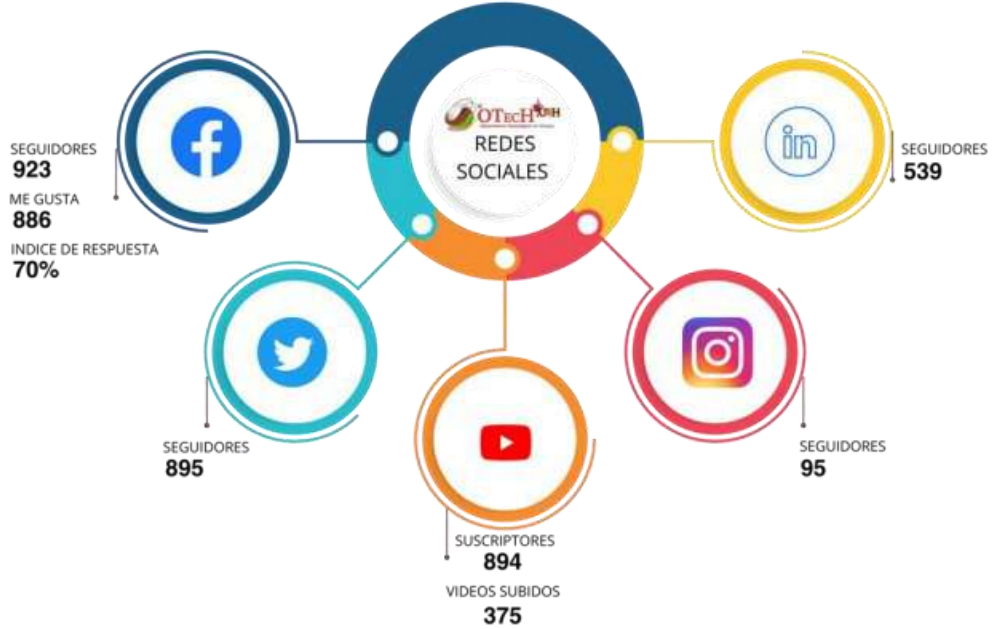 OTECH
REDES
SOCIALES
SEGUIDORES
923
ME GUSTA
886
INDICE DE RESPUESTA
70%
SEGUIDORES
539
in
SEGUIDORES
895
SEGUIDORES
95
SUSCRIPTORES
894
VIDEOS SUBIDOS
375